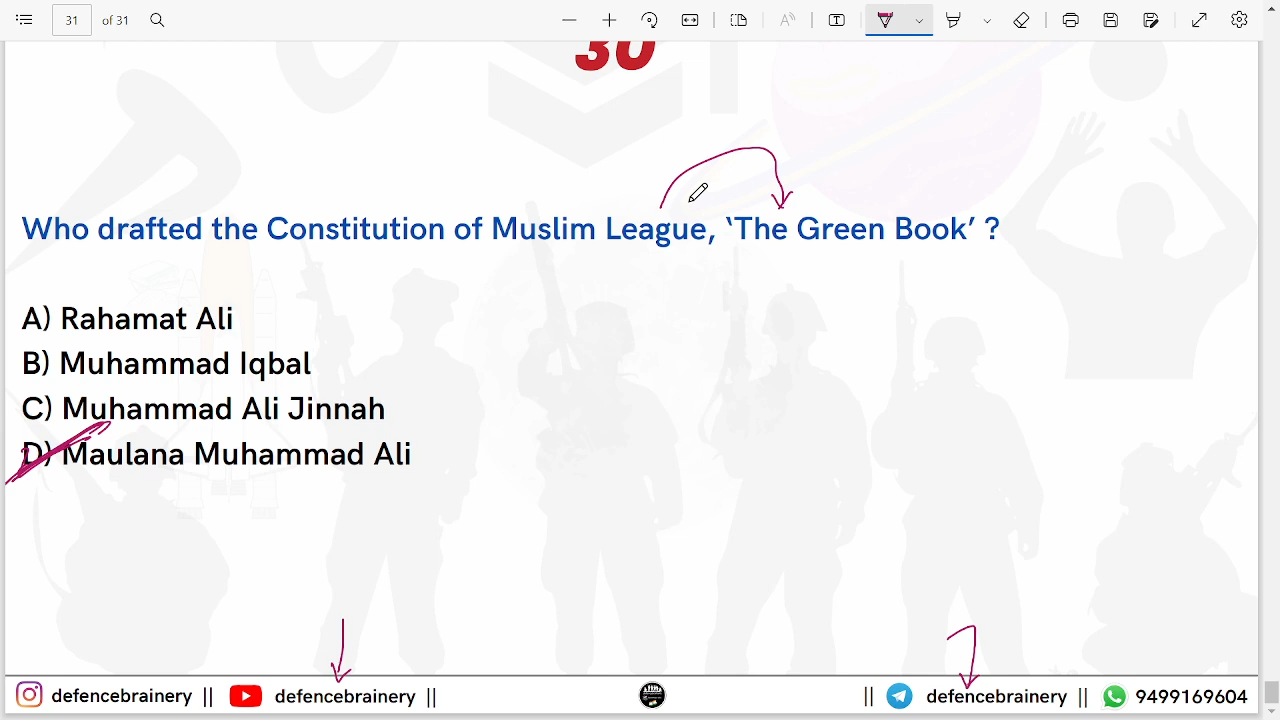 31 of 31
30
Who drafted the Constitution of Muslim League, ‘The Green Book’ ?
A) Rahamat Ali
B) Muhammad Iqbal
C) Muhammad Ali Jinnah
D) Maulana Muhammad Ali
defencebrainery || defencebrainery || || defencebrainery || 9499169604